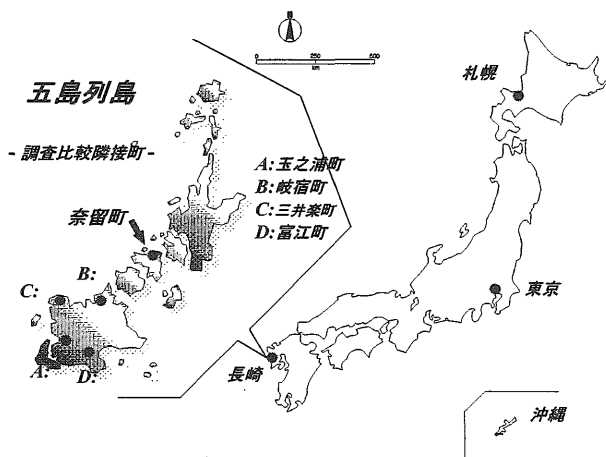 五島列島
- 調査比較隣接町 -
奈留町
A:玉之浦町
B:岐宿町
C:三井楽町
D:富江町
C:
B:
A:
D:
0 250 500
km
札幌
東京
長崎
沖縄